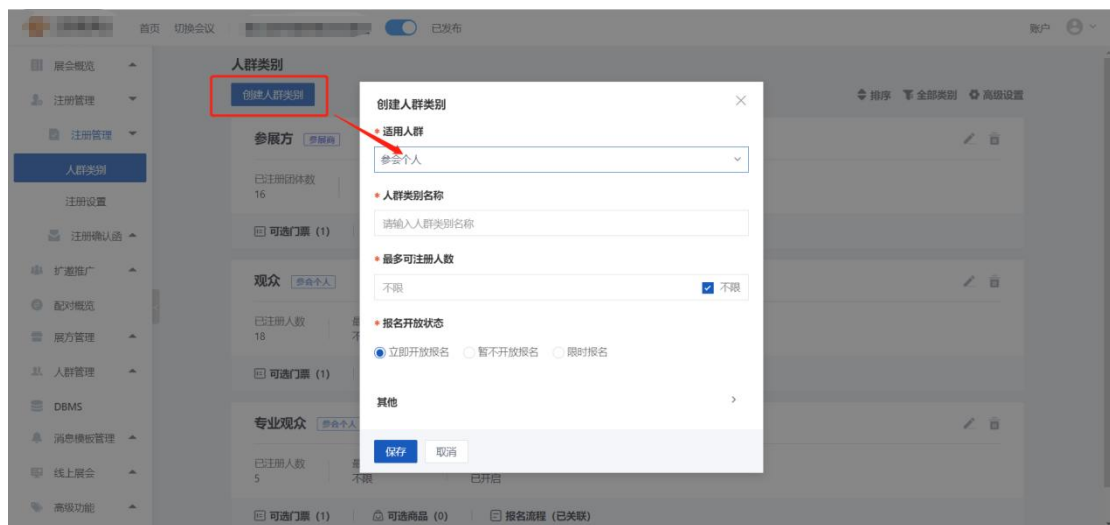 首页 切换会议 已发布 账户
展会概览
注册管理
注册管理
人群类别
注册设置
注册确认函
扩邀推广
配对概览
展方管理
人群管理
DBMS
消息模板管理
线上展会
高级功能
人群类别
创建人群类别
排序 全部类别 高级设置
参展方 参展商
已注册团体数
16
可选门票 (1)
观众 参会个人
已注册人数
18
可选门票 (1)
专业观众 参会个人
已注册人数
5 不限 已开启
可选门票 (1) 可选商品 (0) 报名流程 (已关联)
创建人群类别
* 适用人群
参会个人
* 人群类别名称
请输入人群类别名称
* 最多可注册人数
不限 不限
* 报名开放状态
立即开放报名 暂不开放报名 限时报名
其他
保存 取消